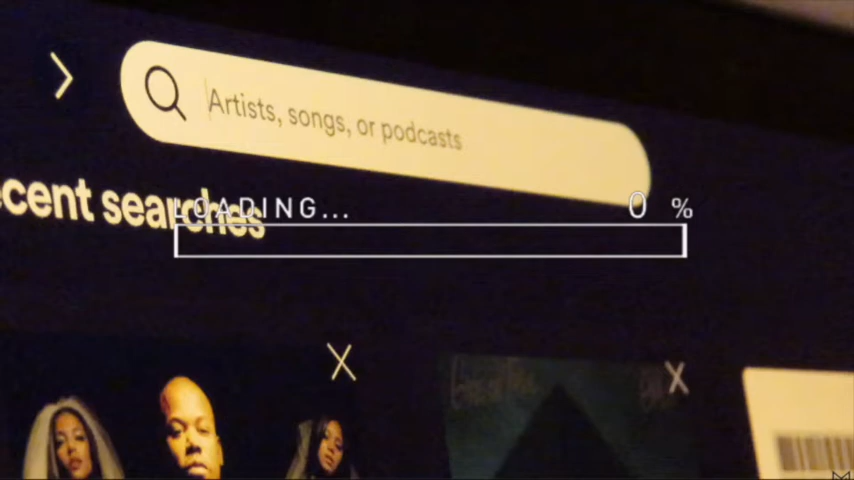 Artists, songs, or podcasts
cent searches
LOADING... 0 %